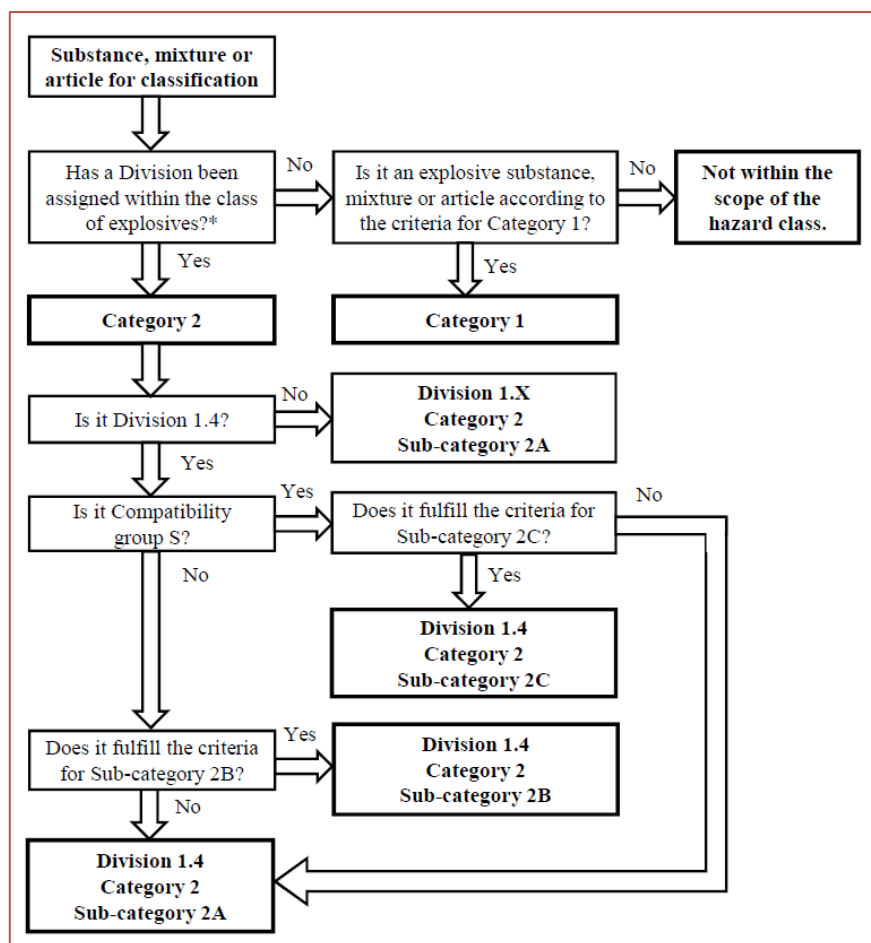 Substance, mixture or
article for classification
Has a Division been
assigned within the class
of explosives?*
No
Is it an explosive substance,
mixture or article according to
the criteria for Category 1?
No
Not within the
scope of the
hazard class.
Yes
Yes
Category 2
Category 1
Is it Division 1.4?
No
Division 1.X
Category 2
Sub-category 2A
Yes
Is it Compatibility
group S?
Yes
Does it fulfill the criteria for
Sub-category 2C?
No
No
Yes
Division 1.4
Category 2
Sub-category 2C
Does it fulfill the criteria
for Sub-category 2B?
Yes
Division 1.4
Category 2
Sub-category 2B
No
Division 1.4
Category 2
Sub-category 2A